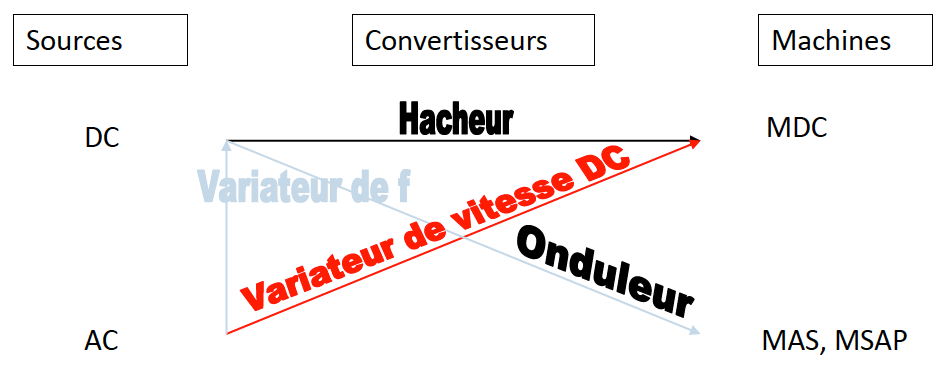 Sources
Convertisseurs
Machines
Hacheur
DC
MDC
Variateur de f
Variateur de vitesse DC
Onduleur
AC
MAS, MSAP